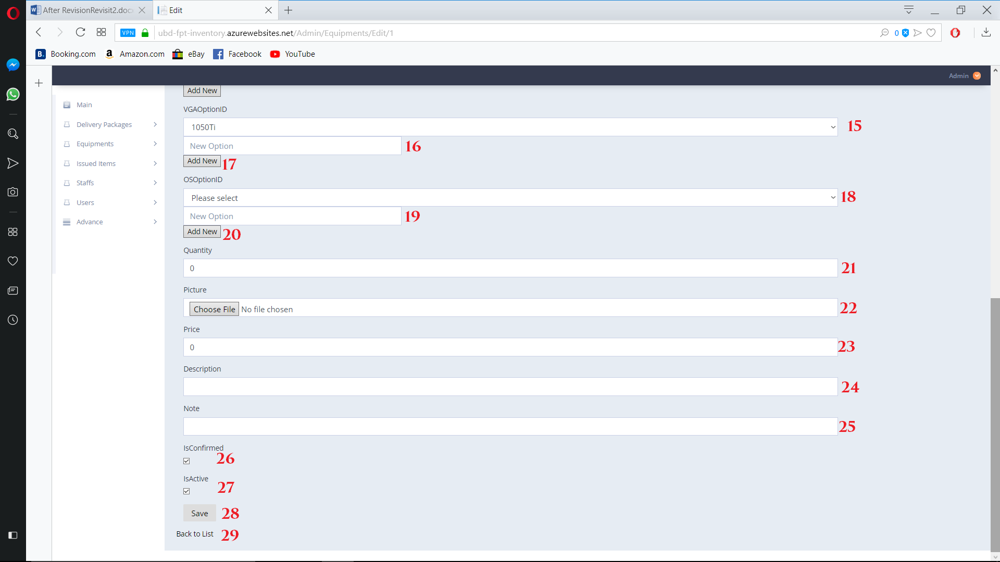 After RevisionRevisit2.docx
Edit
VPN
ubd-fpt-inventory.azurewebsites.net/Admin/Equipments/Edit/1
0
B. Booking.com
a Amazon.com
eBay
Facebook
YouTube
Admin
Main
Delivery Packages
Equipments
Issued Items
Staffs
Users
Advance
Add New
VGAOptionID
1050Ti 15
New Option 16
Add New 17
OSOptionID
Please select 18
New Option 19
Add New 20
Quantity
0 21
Picture
Choose File No file chosen 22
Price
0 23
Description
24
Note
25
IsConfirmed
26
IsActive
27
Save 28
Back to List 29